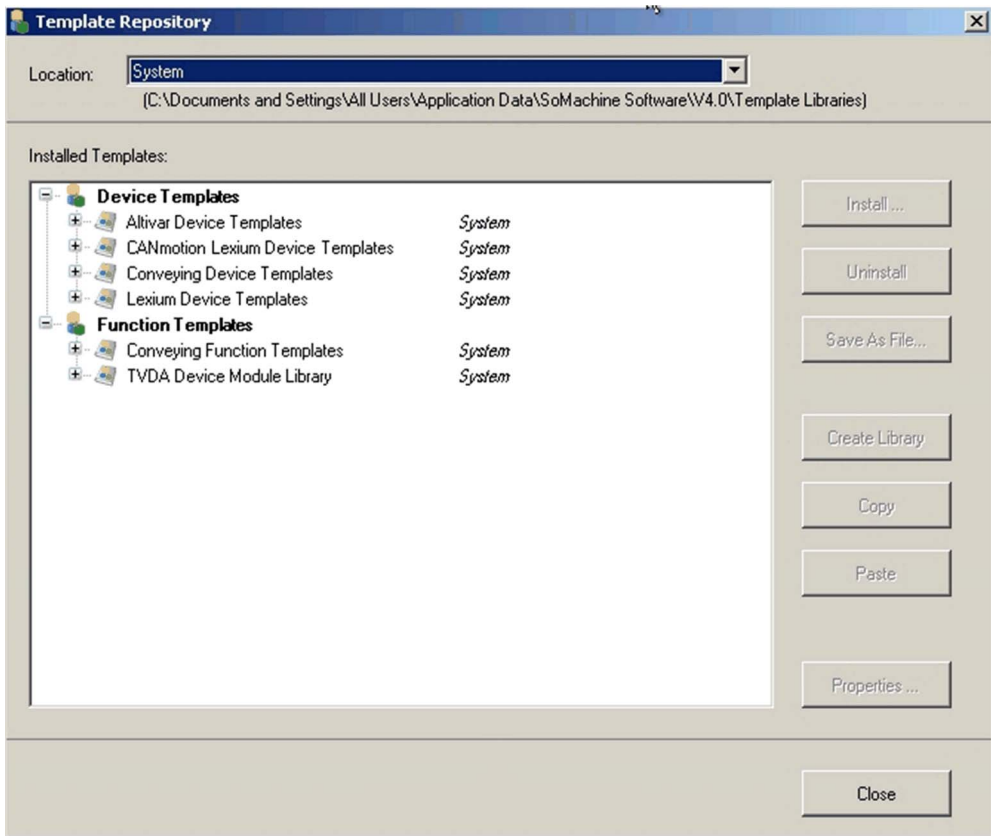 Template Repository
Location: System
(C:\Documents and Settings\All Users\Application Data\SoMachine Software\V4.0\Template Libraries)
Installed Templates:
Device Templates
Altivar Device Templates System
CANmotion Lexium Device Templates System
Conveying Device Templates System
Lexium Device Templates System
Function Templates
Conveying Function Templates System
TVDA Device Module Library System
Install ...
Uninstall
Save As File...
Create Library
Copy
Paste
Properties ...
Close